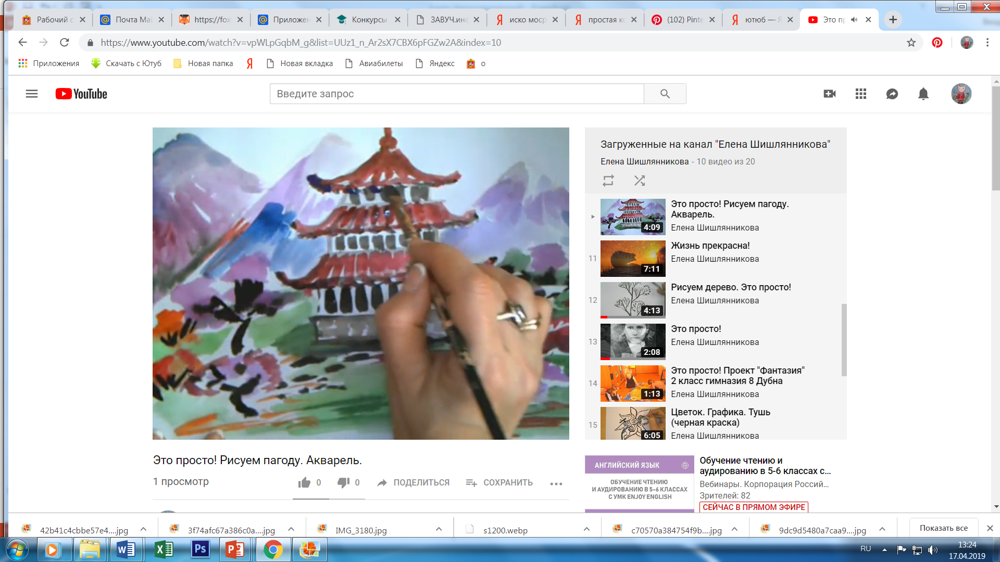 Рабочий с
Почта Mai
https://fox
Приложен
Конкурсы
ЗАВУЧ.инф
иско моср
простая ко
(102) Pinte
ютюб — Я
Это пр
https://www.youtube.com/watch?v=vpWLpGqbM_g&list=UUz1_n_Ar2sX7CBX6pFGZw2A&index=10
Приложения
Скачать с Ютуб
Новая папка
Новая вкладка
Авиабилеты
Яндекс
о
YouTube
Введите запрос
Загруженные на канал "Елена Шишлянникова"
Елена Шишлянникова - 10 видео из 20
Это просто! Рисуем пагоду.
Акварель.
Елена Шишлянникова
4:09
11
Жизнь прекрасна!
Елена Шишлянникова
7:11
12
Рисуем дерево. Это просто!
Елена Шишлянникова
4:13
13
Это просто!
Елена Шишлянникова
2:08
14
Это просто! Проект "Фантазия"
2 класс гимназия 8 Дубна
Елена Шишлянникова
1:13
15
Цветок. Графика. Тушь
(черная краска)
Елена Шишлянникова
6:05
Это просто! Рисуем пагоду. Акварель.
1 просмотр
0
0
ПОДЕЛИТЬСЯ
СОХРАНИТЬ
АНГЛИЙСКИЙ ЯЗЫК
ОБУЧЕНИЕ ЧТЕНИЮ
И АУДИРОВАНИЮ В 5-6 КЛАССАХ
С УМК ENJOY ENGLISH
Обучение чтению и
аудированию в 5-6 классах с...
Вебинары. Корпорация Россий...
Зрителей: 82
СЕЙЧАС В ПРЯМОМ ЭФИРЕ
42b41c4cbbe57e4....jpg
3f74afc67a386c0a....jpg
IMG_3180.jpg
s1200.webp
c70570a384754f9b....jpg
9dc9d5480a7caa9....jpg
Показать все
RU
13:24
17.04.2019